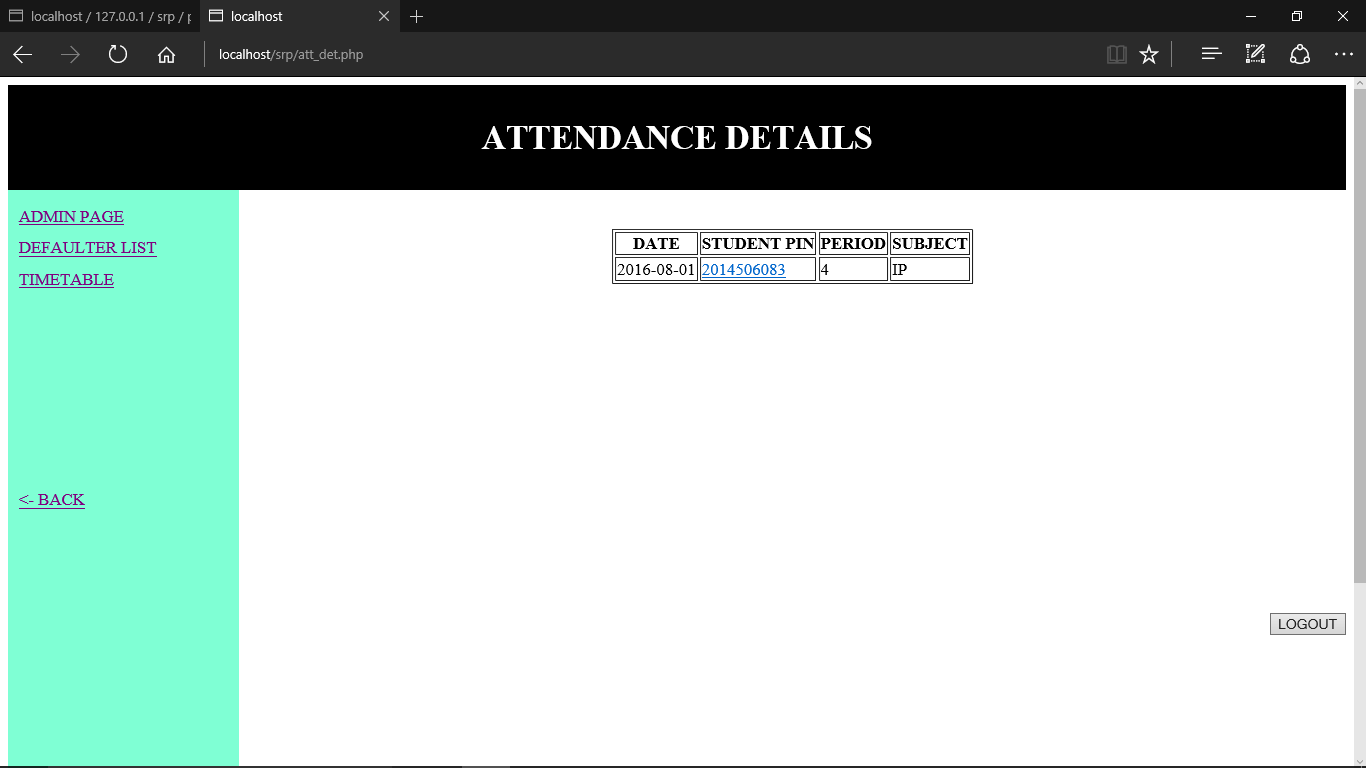 localhost / 127.0.0.1 / srp / p
localhost
localhost/srp/att_det.php
ATTENDANCE DETAILS
ADMIN PAGE
DEFAULTER LIST
TIMETABLE
<- BACK
DATE STUDENT PIN PERIOD SUBJECT
2016-08-01 2014506083 4 IP
LOGOUT